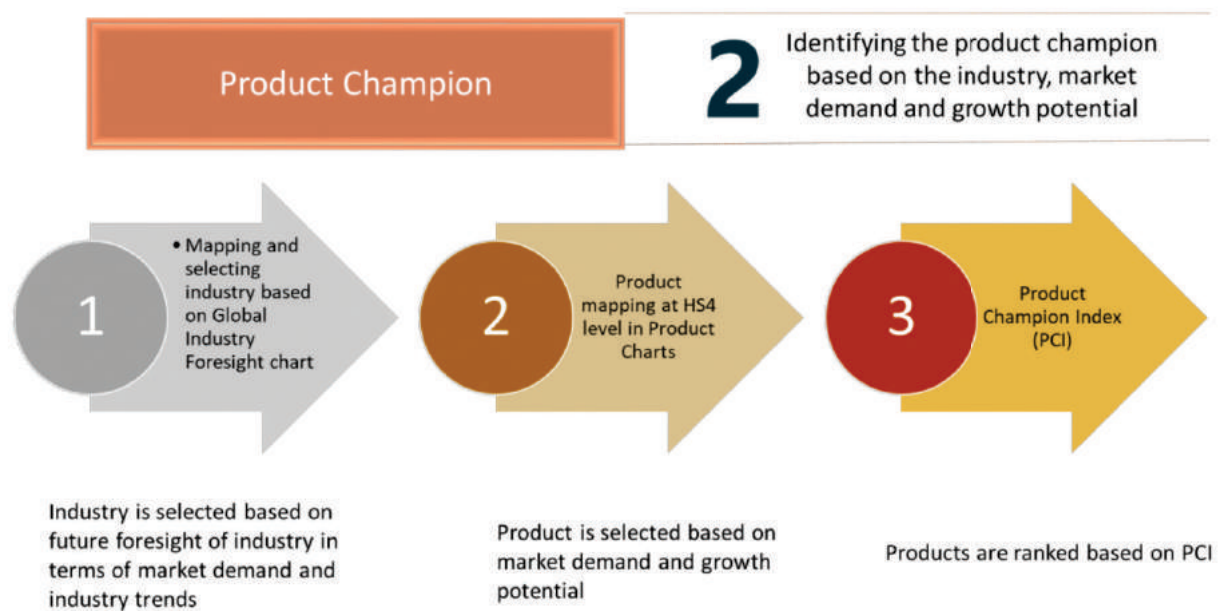 Product Champion
2
Identifying the product champion
based on the industry, market
demand and growth potential
1
• Mapping and
selecting
industry based
on Global
Industry
Foresight chart
2
Product
mapping at HS4
level in Product
Charts
3
Product
Champion Index
(PCI)
Industry is selected based on
future foresight of industry in
terms of market demand and
industry trends
Product is selected based on
market demand and growth
potential
Products are ranked based on PCI